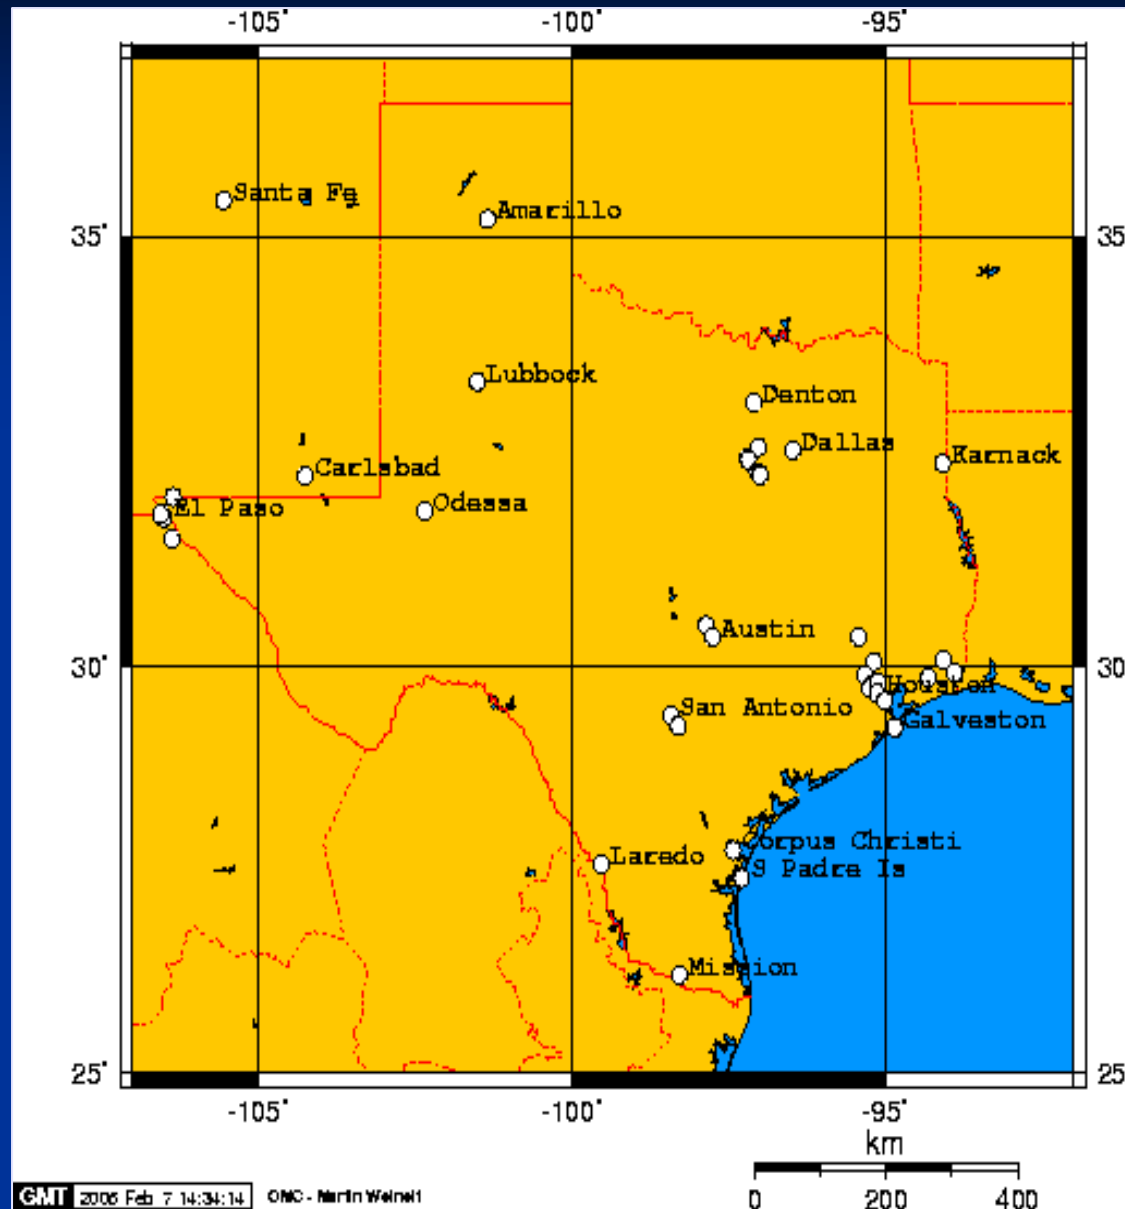 -105° -100° -95°
Santa Fe
Amarillo
35° 35
Lubbock
Denton
Dallas
Karnack
Carlsbad
Odessa
El Paso
Austin
30° 30
Houston
San Antonio
Galveston
Corpus Christi
Laredo
S Padre Is
Mission
25° 25
-105° -100° -95°
km
0 200 400
GMT 2006 Feb 7 14:34:14 OMC - Martin Weinelt